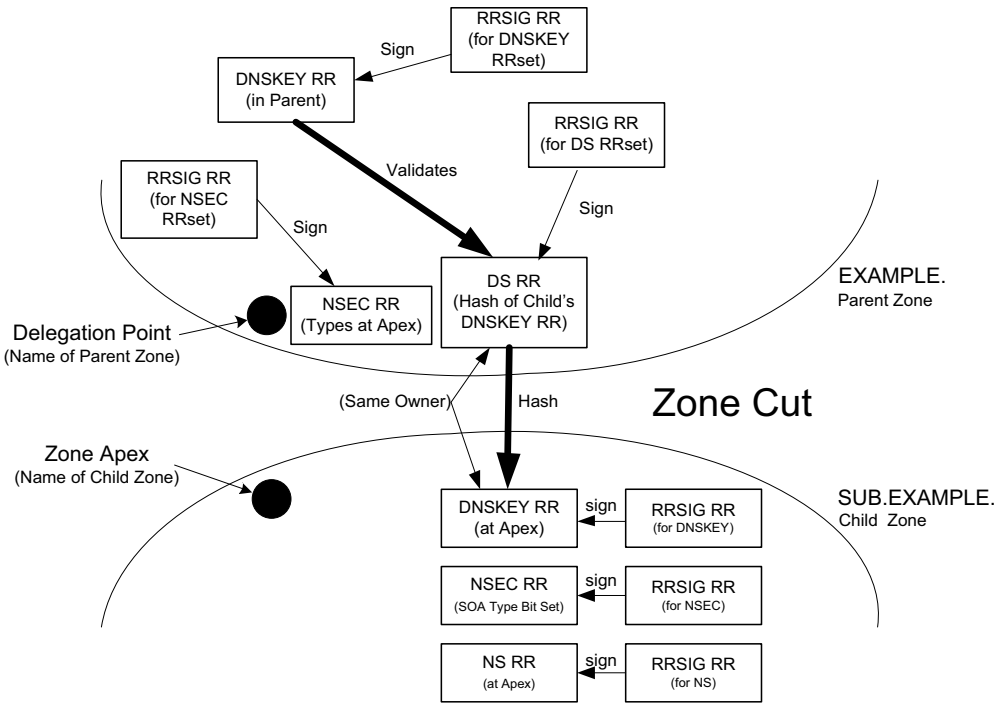 RRSIG RR
(for DNSKEY
RRset)
Sign
DNSKEY RR
(in Parent)
RRSIG RR
(for DS RRset)
Validates
RRSIG RR
(for NSEC
RRset)
Sign
Sign
DS RR
(Hash of Child's
DNSKEY RR)
NSEC RR
(Types at Apex)
EXAMPLE.
Parent Zone
Delegation Point
(Name of Parent Zone)
(Same Owner)
Hash
Zone Cut
Zone Apex
(Name of Child Zone)
DNSKEY RR
(at Apex)
sign
RRSIG RR
(for DNSKEY)
SUB.EXAMPLE.
Child Zone
NSEC RR
(SOA Type Bit Set)
sign
RRSIG RR
(for NSEC)
NS RR
(at Apex)
sign
RRSIG RR
(for NS)